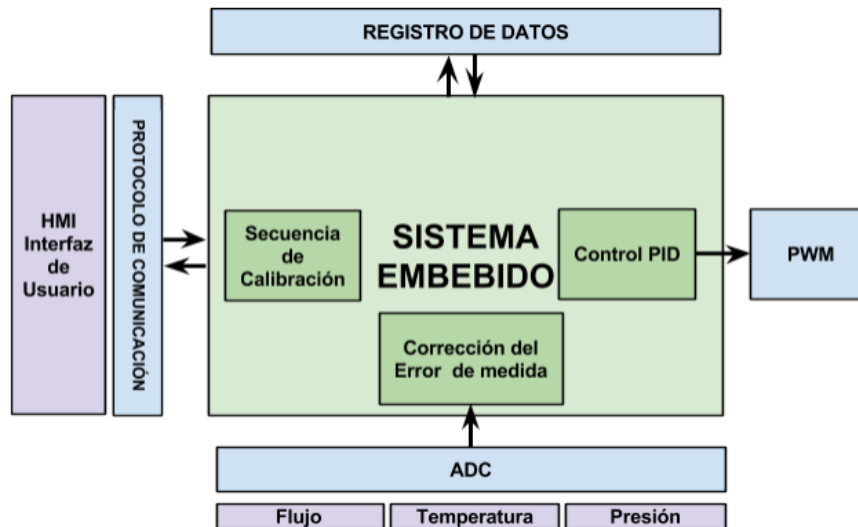 REGISTRO DE DATOS
HMI
Interfaz
de
Usuario
PROTOCOLO DE COMUNICACIÓN
Secuencia
de
Calibración
SISTEMA
EMBEBIDO
Control PID
PWM
Corrección del
Error de medida
ADC
Flujo
Temperatura
Presión